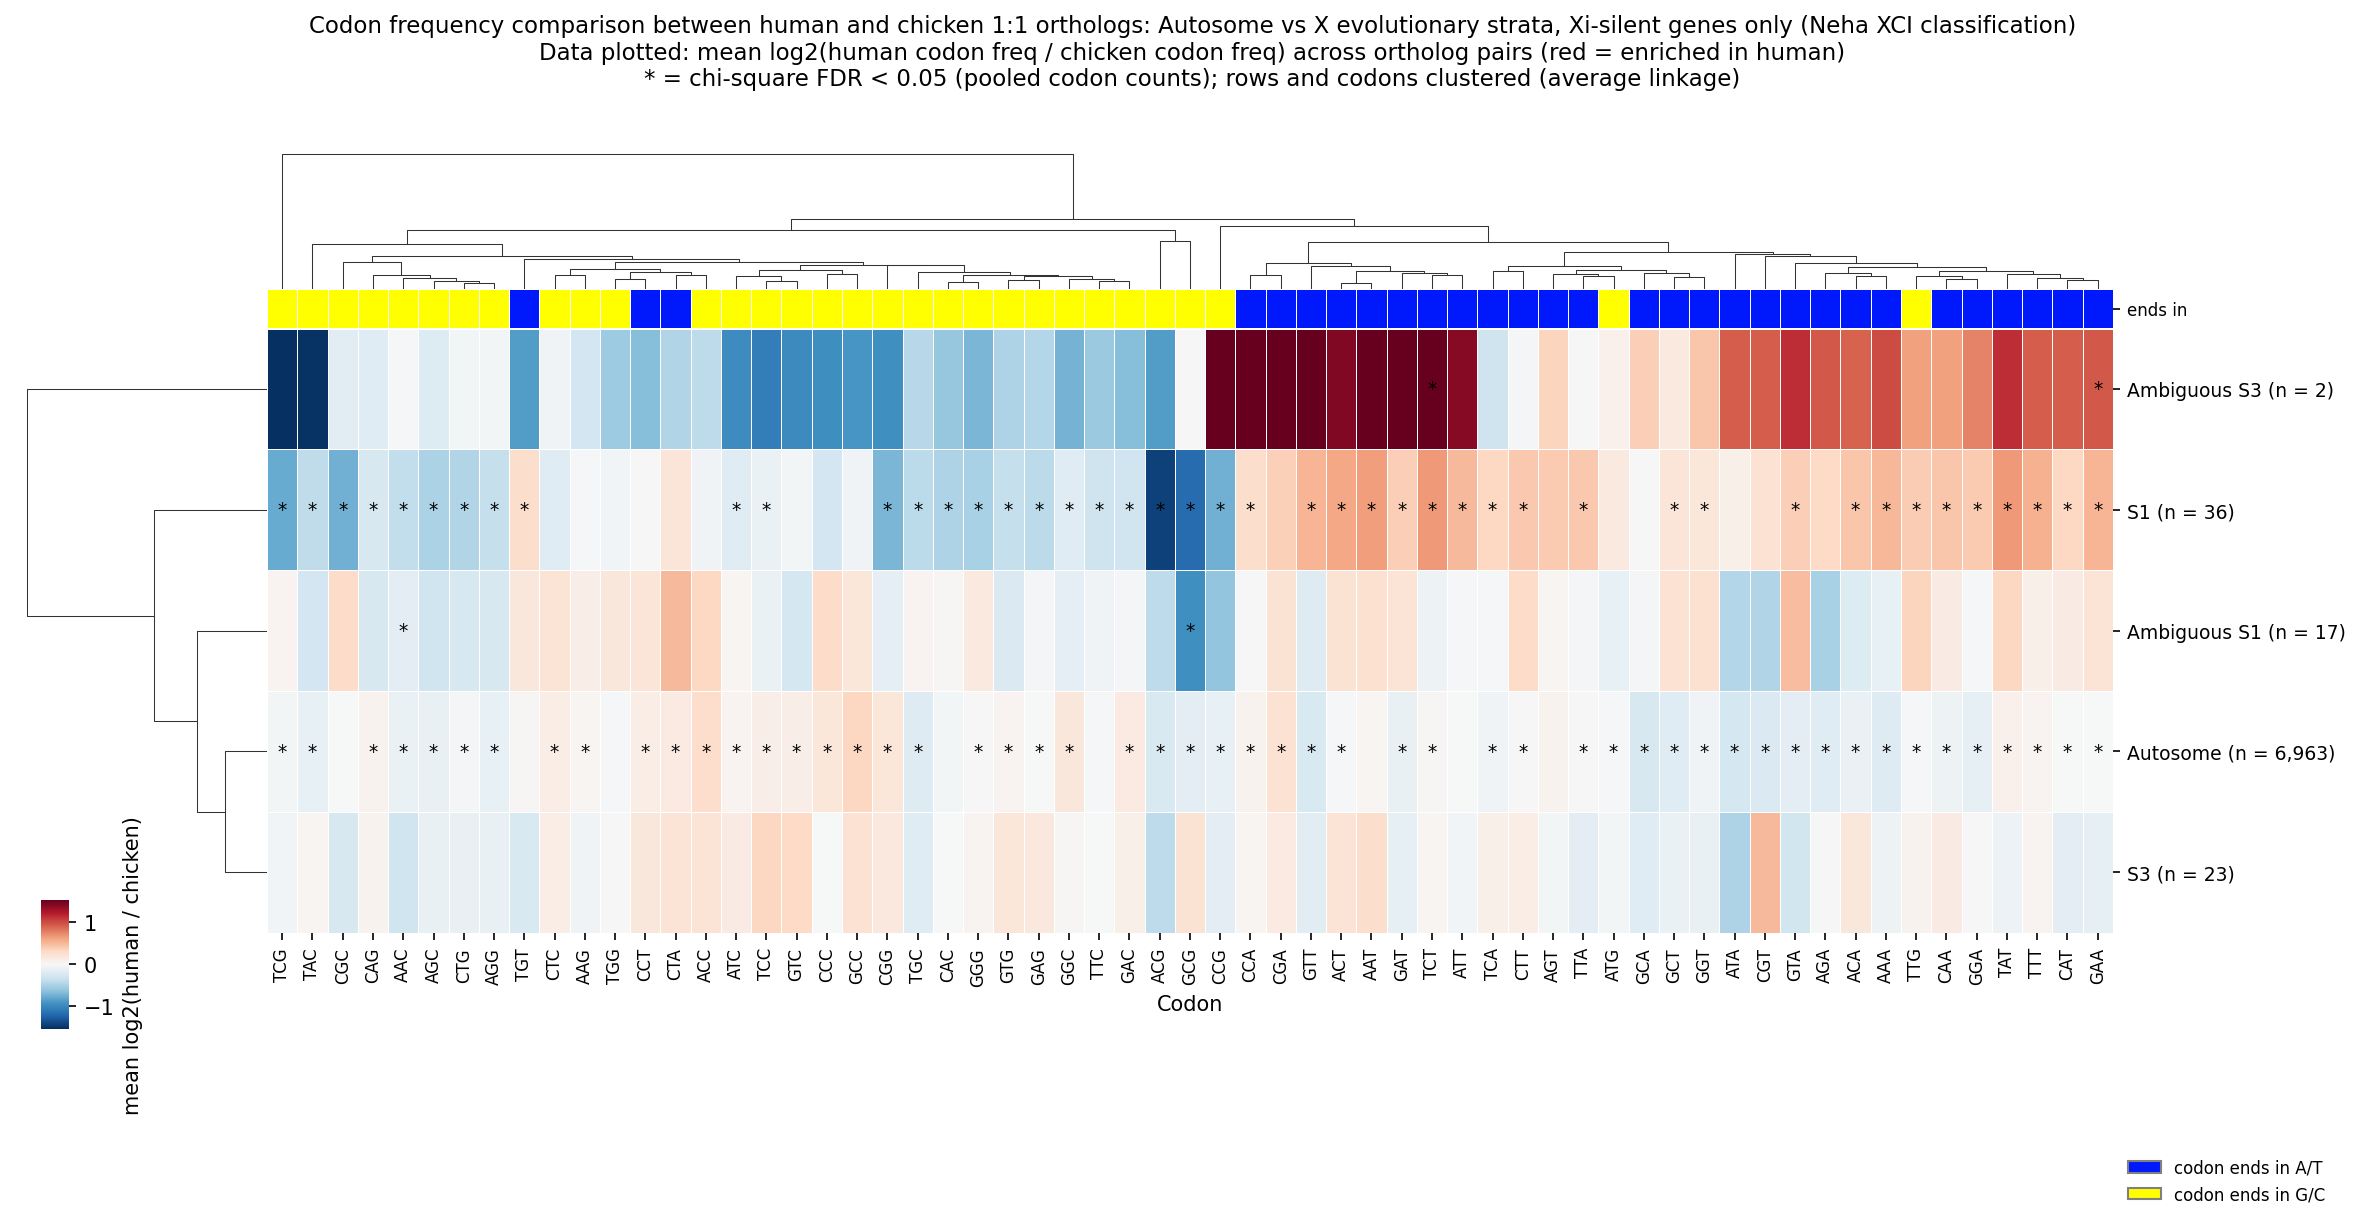 Codon frequency comparison between human and chicken 1:1 orthologs: Autosome vs X evolutionary strata, Xi-silent genes only (Neha XCI classification)
Data plotted: mean log2(human codon freq / chicken codon freq) across ortholog pairs (red = enriched in human)
* = chi-square FDR < 0.05 (pooled codon counts); rows and codons clustered (average linkage)
ends in
Ambiguous S3 (n = 2)
* *
S1 (n = 36)
* * * * * * * * * * * * * * * * * * * * * * * * * * * * * * * * * * * * * * * * * * *
Ambiguous S1 (n = 17)
* *
Autosome (n = 6,963)
* * * * * * * * * * * * * * * * * * * * * * * * * * * * * * * * * * * * * * * * * * * * * * * * * * *
S3 (n = 23)
mean log2(human / chicken)
1
0
−1
TCG TAC CGC CAG AAC AGC CTG AGG TGT CTC AAG TGG CCT CTA ACC ATC TCC GTC CCC GCC CGG TGC CAC GGG GTG GAG GGC TTC GAC ACG GCG CCG CCA CGA GTT ACT AAT GAT TCT ATT TCA CTT AGT TTA ATG GCA GCT GGT ATA CGT GTA AGA ACA AAA TTG CAA GGA TAT TTT CAT GAA
Codon
codon ends in A/T
codon ends in G/C